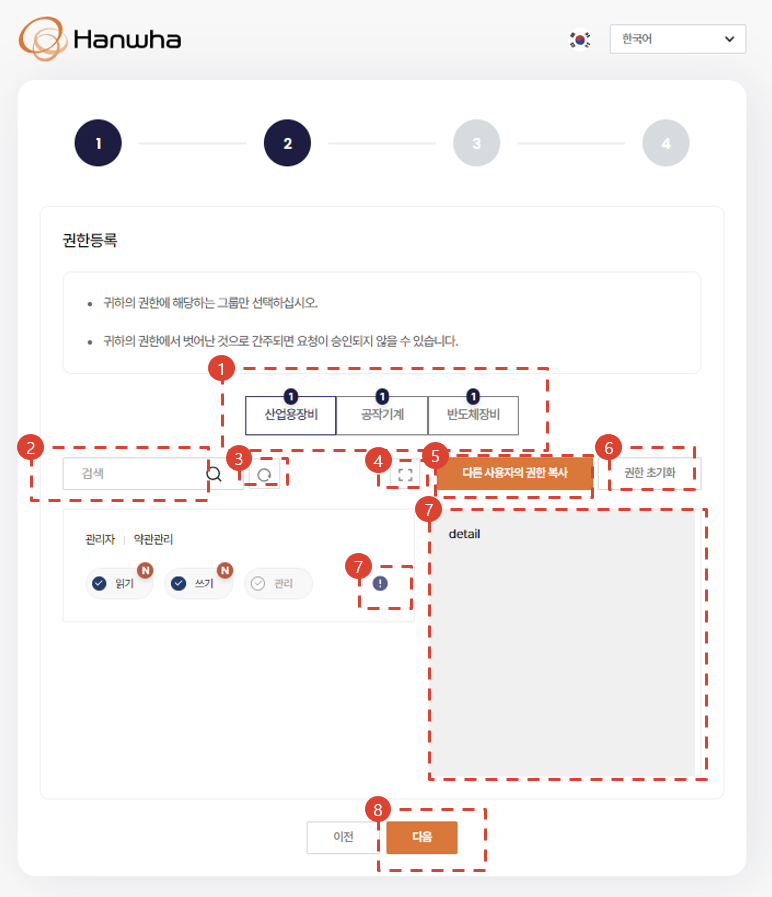 Hanwha
한국어
1
2
3
4
권한등록
귀하의 권한에 해당하는 그룹만 선택하십시오.
귀하의 권한에서 벗어난 것으로 간주되면 요청이 승인되지 않을 수 있습니다.
1
1 1 1
산업용장비 공작기계 반도체장비
2 3 4 5 6
검색 다른 사용자의 권한 복사 권한 초기화
7
관리자 | 약관관리
detail
N N 7
읽기 쓰기 관리 !
8
이전 다음